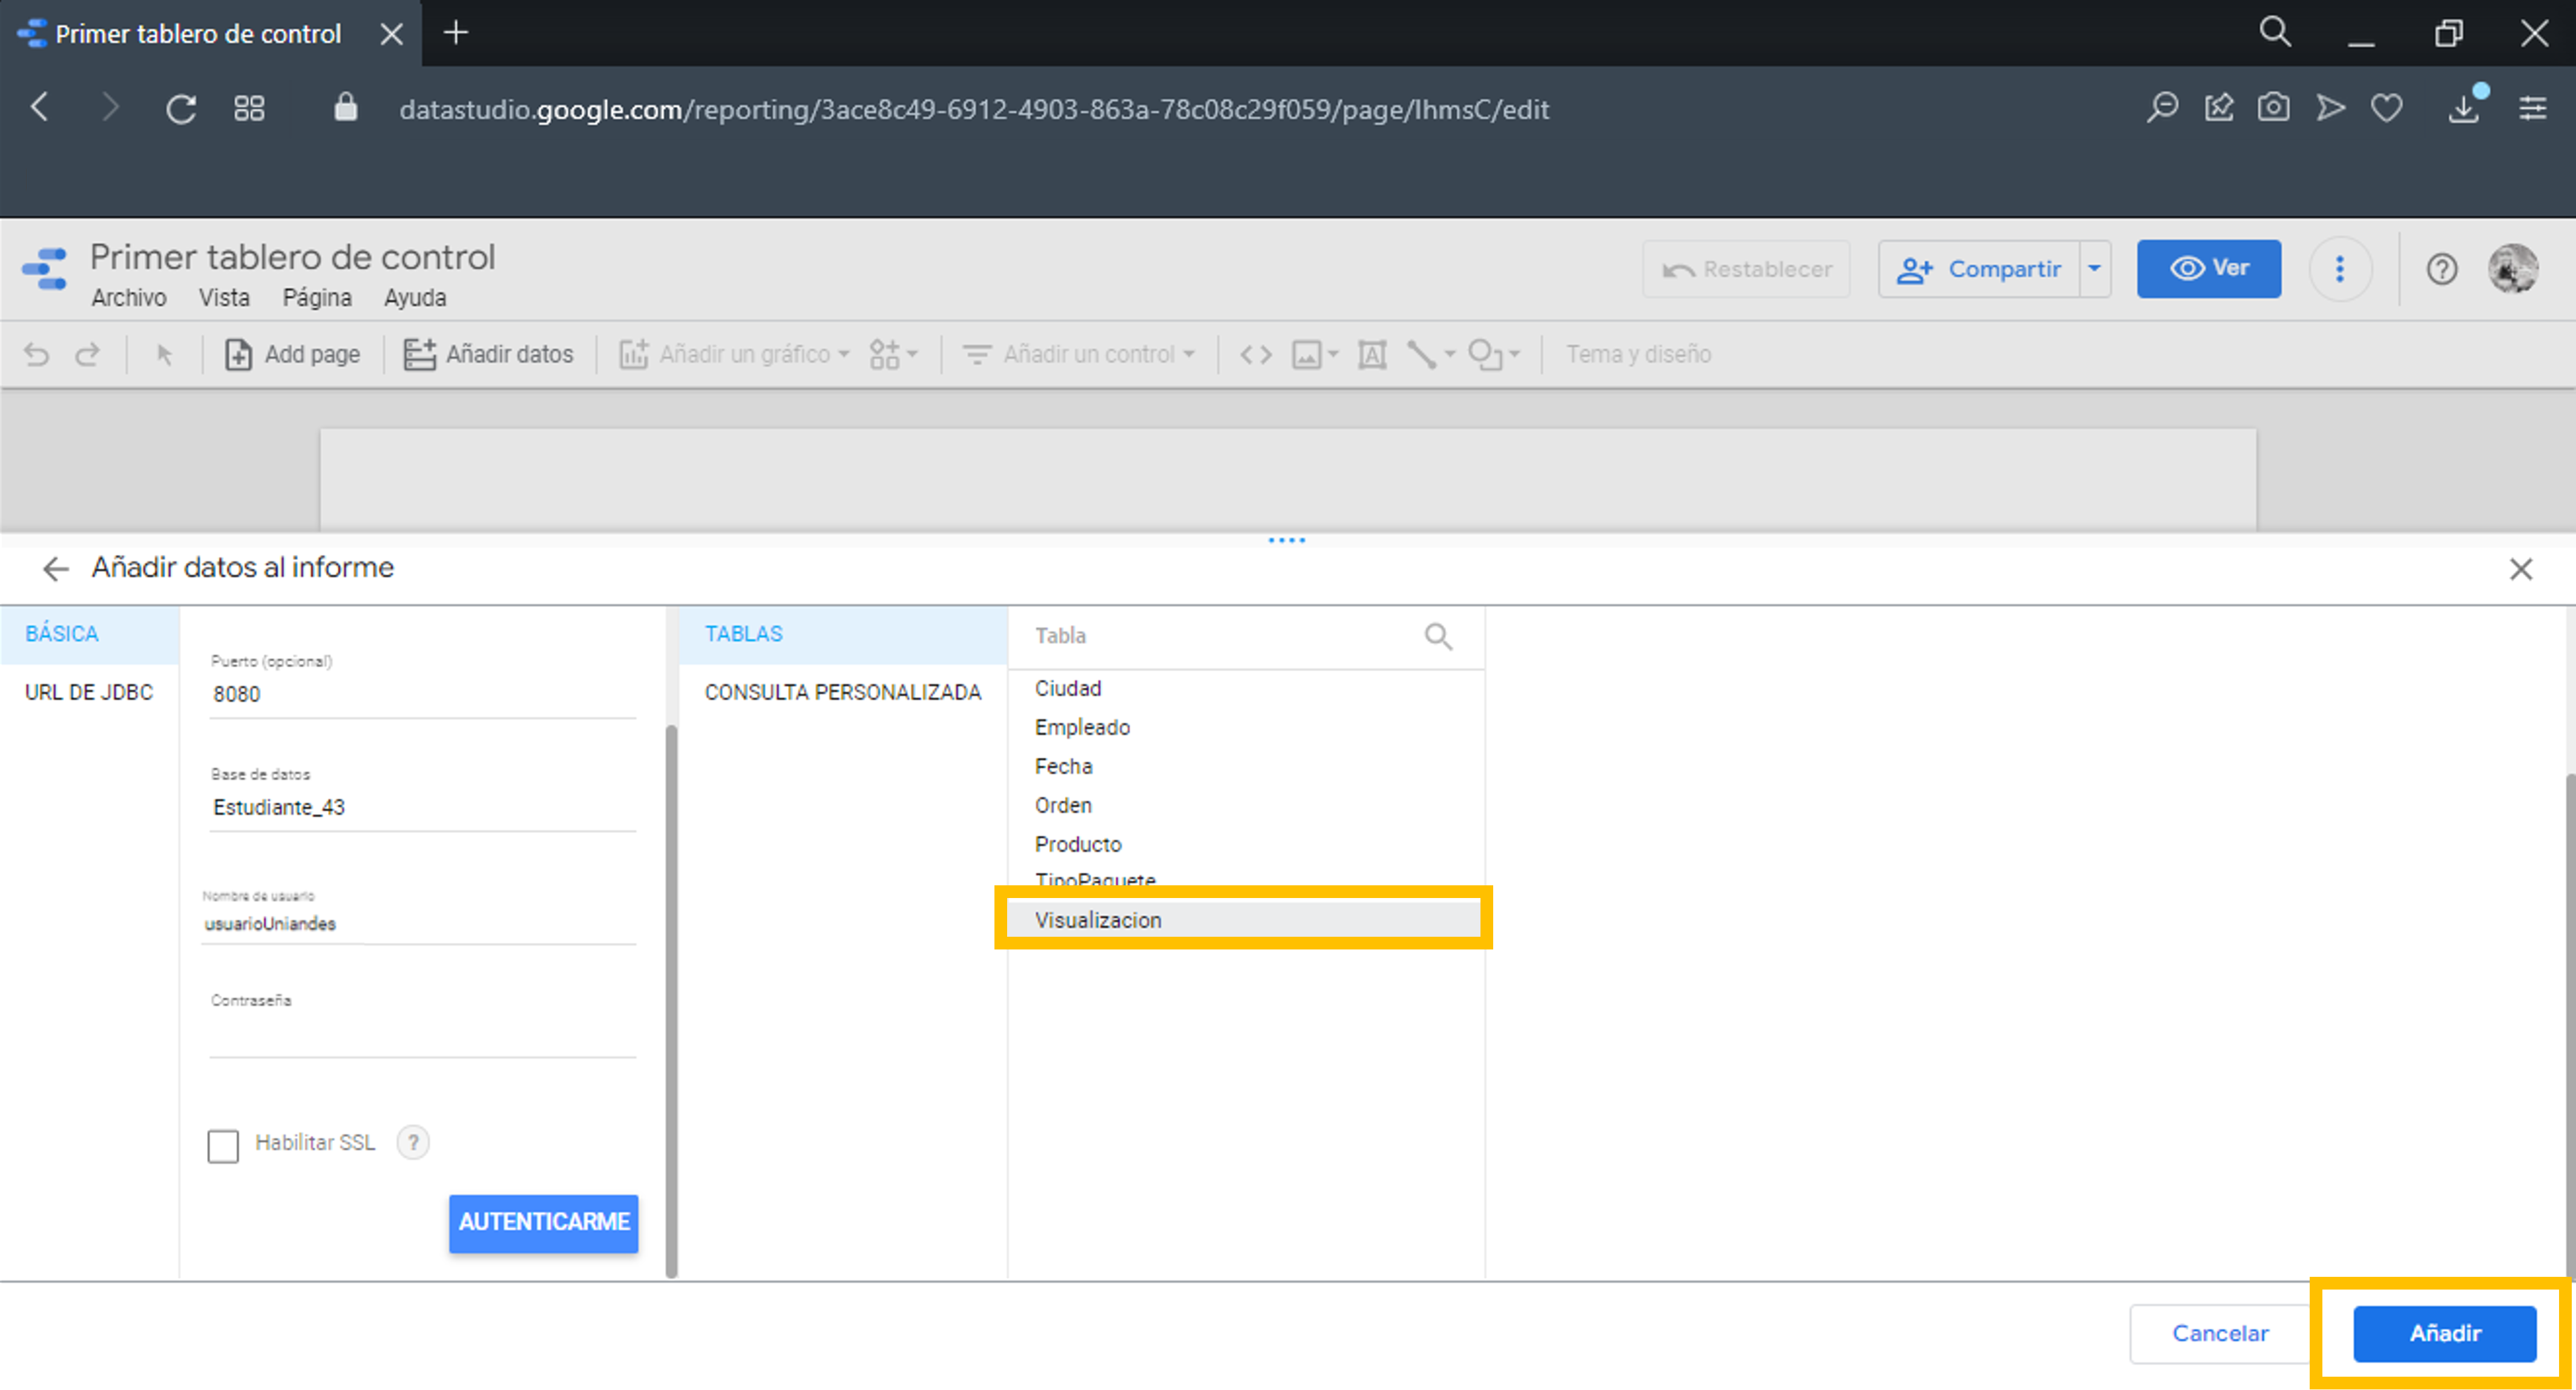 Primer tablero de control
datastudio.google.com/reporting/3ace8c49-6912-4903-863a-78c08c29f059/page/lhmsC/edit
Primer tablero de control
Archivo Vista Página Ayuda
Restablecer Compartir Ver
Add page Añadir datos Añadir un gráfico Añadir un control Tema y diseño
Añadir datos al informe
BÁSICA
URL DE JDBC
Puerto (opcional)
8080
Base de datos
Estudiante_43
Nombre de usuario
usuarioUniandes
Contraseña
Habilitar SSL ?
AUTENTICARME
TABLAS
CONSULTA PERSONALIZADA
Tabla
Ciudad
Empleado
Fecha
Orden
Producto
TipoPaquete
Visualizacion
Cancelar Añadir